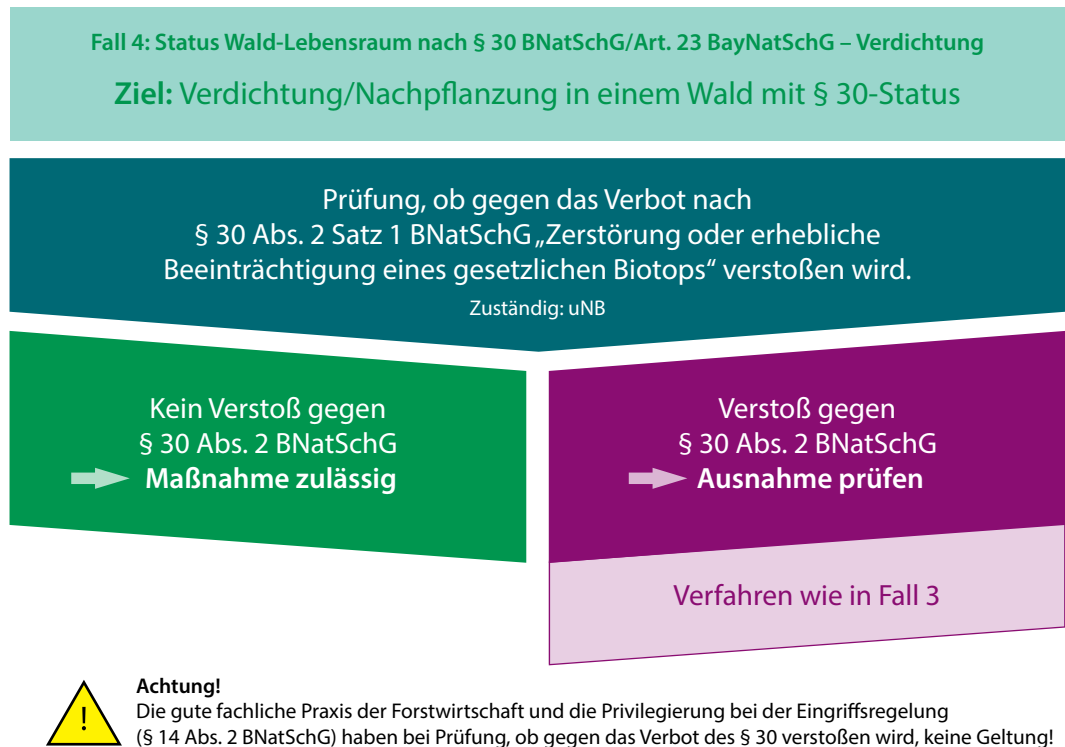 Fall 4: Status Wald-Lebensraum nach § 30 BNatSchG/Art. 23 BayNatSchG – Verdichtung
Ziel: Verdichtung/Nachpflanzung in einem Wald mit § 30-Status
Prüfung, ob gegen das Verbot nach
§ 30 Abs. 2 Satz 1 BNatSchG „Zerstörung oder erhebliche
Beeinträchtigung eines gesetzlichen Biotops“ verstoßen wird.
Zuständig: uNB
Kein Verstoß gegen
§ 30 Abs. 2 BNatSchG
Maßnahme zulässig
Verstoß gegen
§ 30 Abs. 2 BNatSchG
Ausnahme prüfen
Verfahren wie in Fall 3
!
Achtung!
Die gute fachliche Praxis der Forstwirtschaft und die Privilegierung bei der Eingriffsregelung
(§ 14 Abs. 2 BNatSchG) haben bei Prüfung, ob gegen das Verbot des § 30 verstoßen wird, keine Geltung!